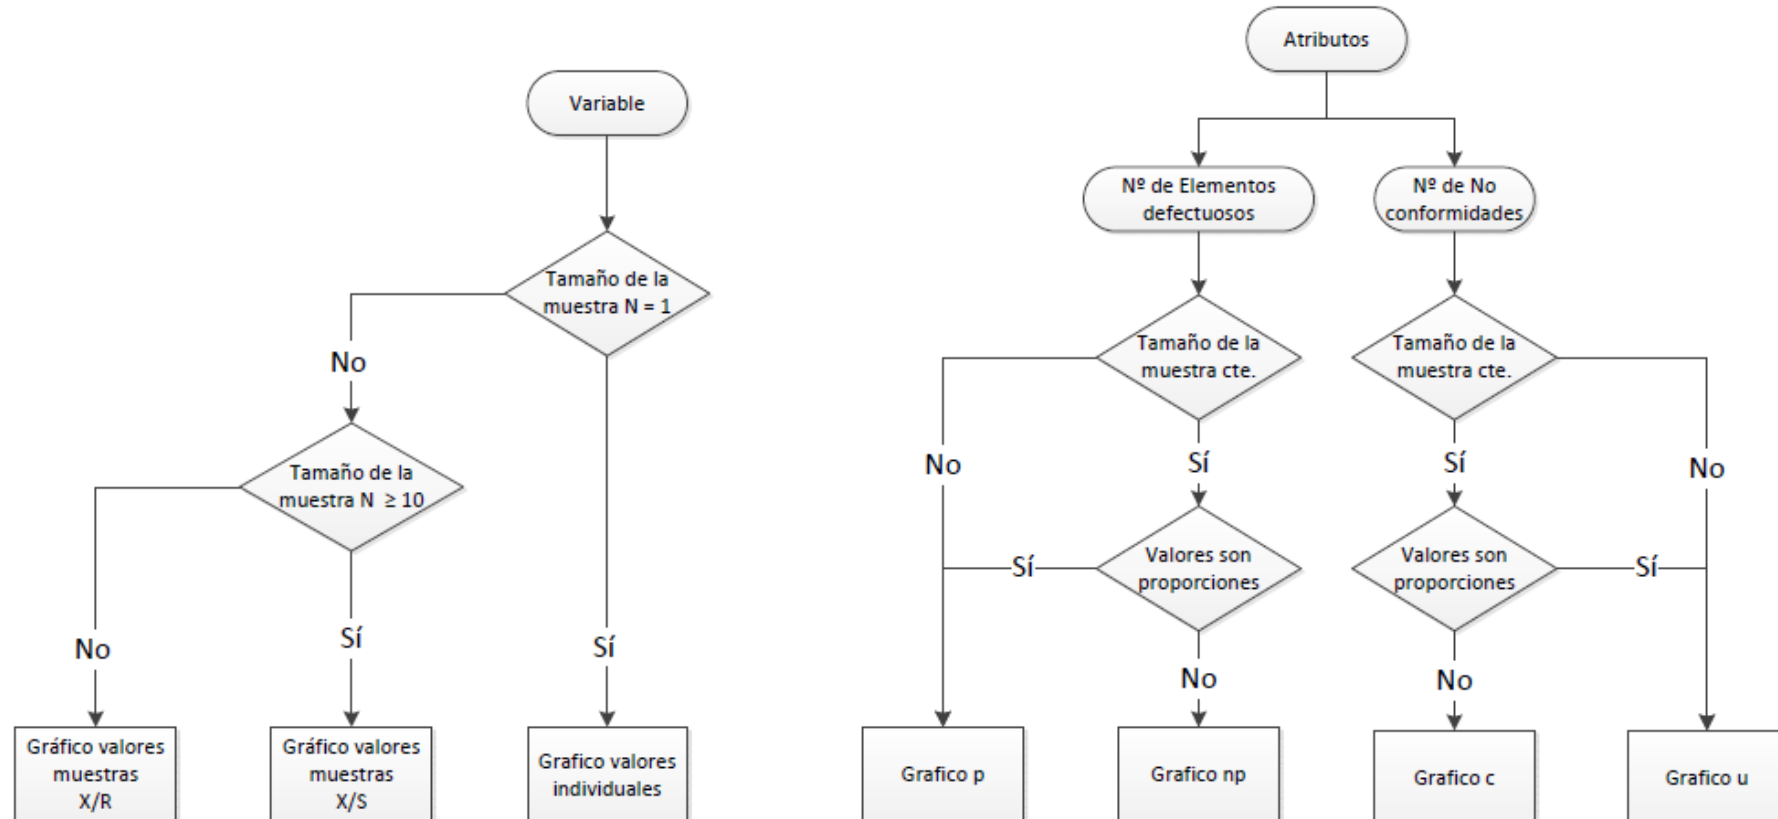 Variable
Tamaño de la
muestra N = 1
No
Tamaño de la
muestra N ≥ 10
No
Sí
Sí
Gráfico valores
muestras
X/R
Gráfico valores
muestras
X/S
Grafico valores
individuales
Atributos
Nº de Elementos
defectuosos
Nº de No
conformidades
Tamaño de la
muestra cte.
Tamaño de la
muestra cte.
No
Sí
Sí
No
Valores son
proporciones
Valores son
proporciones
Sí
Sí
No
No
Grafico p
Grafico np
Grafico c
Grafico u